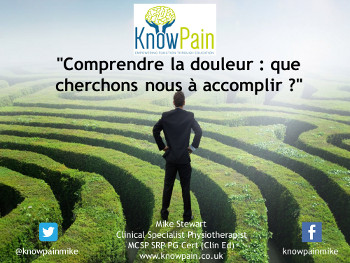 KnowPain
"Comprendre la douleur : que
cherchons nous à accomplir ?"
Mike Stewart
Clinical Specialist Physiotherapist
MCSP SRP PG Cert (Clin Ed)
www.knowpain.co.uk
@knowpainmike
knowpainmike